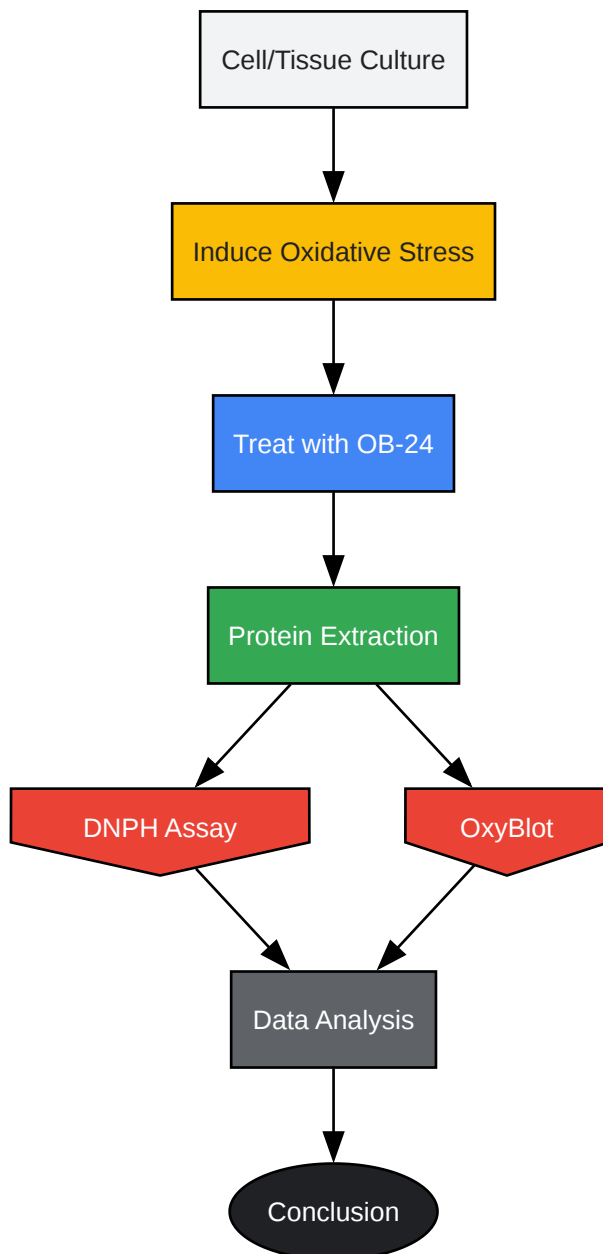 Cell/Tissue Culture
Induce Oxidative Stress
Treat with OB-24
Protein Extraction
DNPH Assay
OxyBlot
Data Analysis
Conclusion